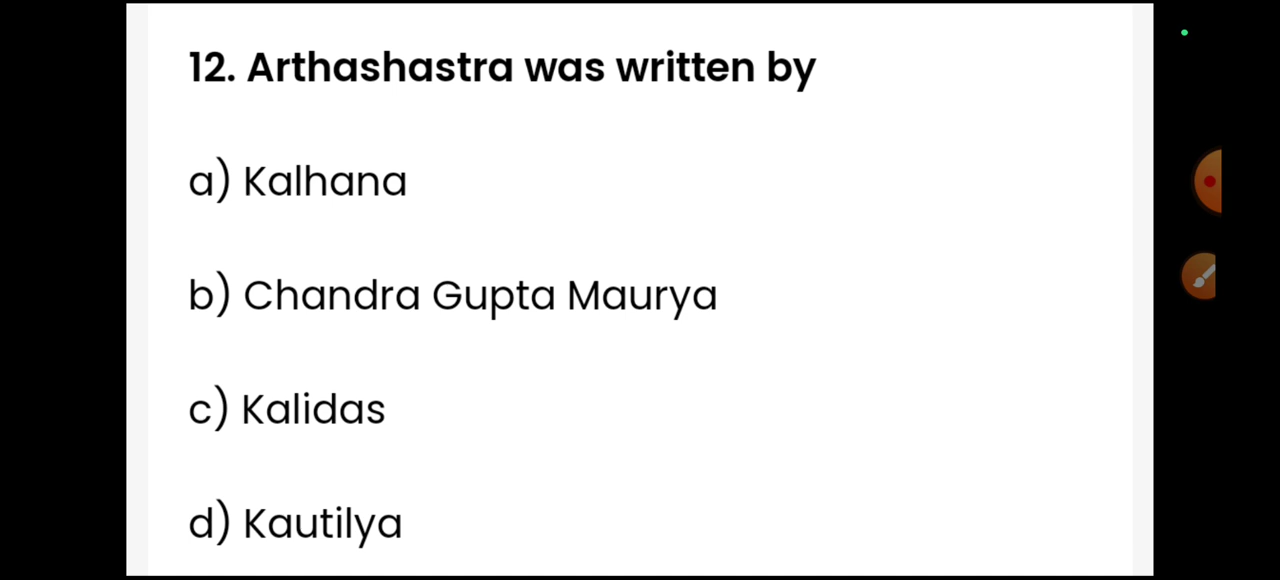 12. Arthashastra was written by
a) Kalhana
b) Chandra Gupta Maurya
c) Kalidas
d) Kautilya